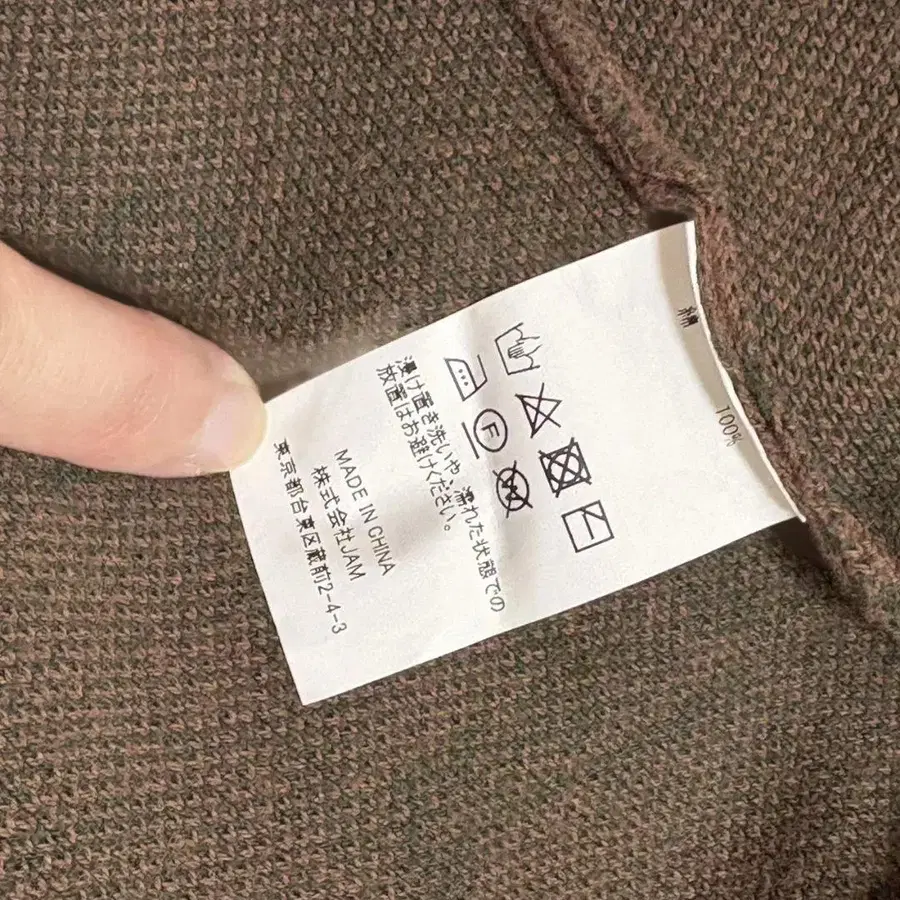 綿 100%
F
W
浸け置き洗いや、濡れた状態での
放置はお避けください。
MADE IN CHINA
株式会社JAM
東京都台東区蔵前2-4-3